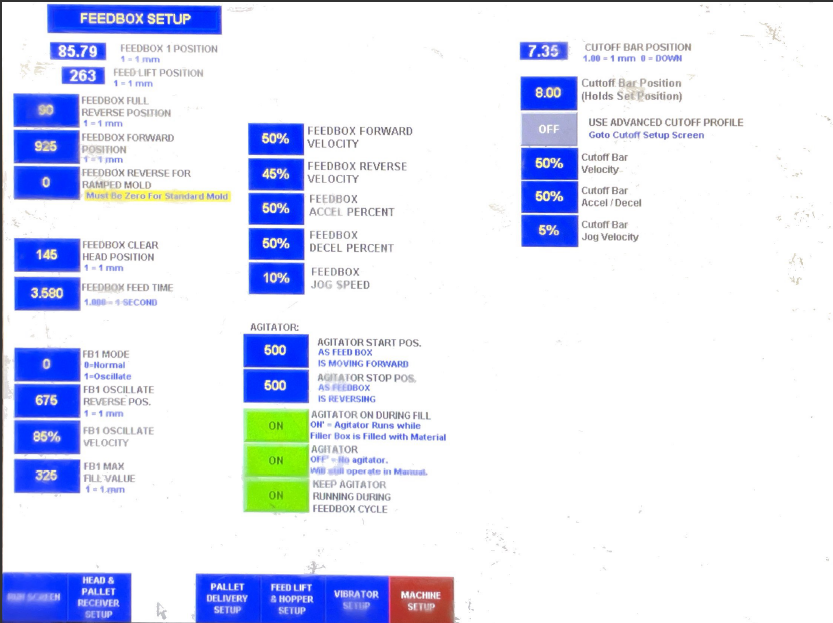 FEEDBOX SETUP
85.79 FEEDBOX 1 POSITION
1 = 1 mm
263 FEED LIFT POSITION
1 = 1 mm
90 FEEDBOX FULL
REVERSE POSITION
1 = 1 mm
925 FEEDBOX FORWARD
POSITION
1 = 1 mm
0 FEEDBOX REVERSE FOR
RAMPED MOLD
Must Be Zero For Standard Mold
145 FEEDBOX CLEAR
HEAD POSITION
1 = 1 mm
3.580 FEEDBOX FEED TIME
1.000 = 1 SECOND
0 FB1 MODE
0=Normal
1=Oscillate
675 FB1 OSCILLATE
REVERSE POS.
1 = 1 mm
85% FB1 OSCILLATE
VELOCITY
325 FB1 MAX
FILL VALUE
1 = 1 mm
50% FEEDBOX FORWARD
VELOCITY
45% FEEDBOX REVERSE
VELOCITY
50% FEEDBOX
ACCEL PERCENT
50% FEEDBOX
DECEL PERCENT
10% FEEDBOX
JOG SPEED
AGITATOR:
500 AGITATOR START POS.
AS FEED BOX
IS MOVING FORWARD
500 AGITATOR STOP POS.
AS FEEDBOX
IS REVERSING
ON AGITATOR ON DURING FILL
ON' = Agitator Runs while
Filler Box is Filled with Material
ON AGITATOR
OFF' = No agitator.
Will still operate in Manual.
ON KEEP AGITATOR
RUNNING DURING
FEEDBOX CYCLE
7.35 CUTOFF BAR POSITION
1.00 = 1 mm 0 = DOWN
8.00 Cuttoff Bar Position
(Holds Set Position)
OFF USE ADVANCED CUTOFF PROFILE
Goto Cutoff Setup Screen
50% Cutoff Bar
Velocity
50% Cutoff Bar
Accel / Decel
5% Cutoff Bar
Jog Velocity
RUN SCREEN
HEAD &
PALLET
RECEIVER
SETUP
PALLET
DELIVERY
SETUP
FEED LIFT
& HOPPER
SETUP
VIBRATOR
SETUP
MACHINE
SETUP